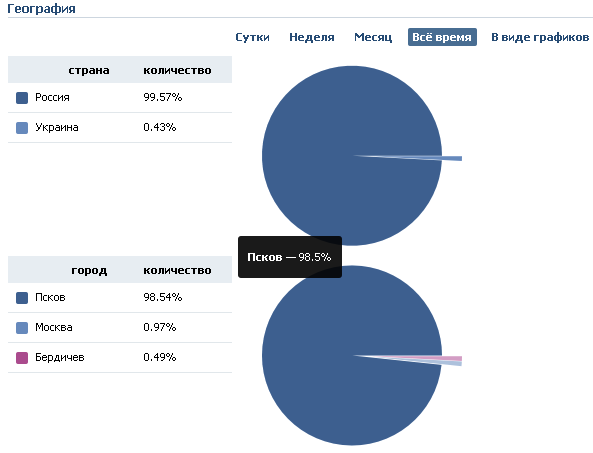 География
Сутки Неделя Месяц Всё время В виде графиков
страна количество
Россия 99.57%
Украина 0.43%
Псков — 98.5%
город количество
Псков 98.54%
Москва 0.97%
Бердичев 0.49%